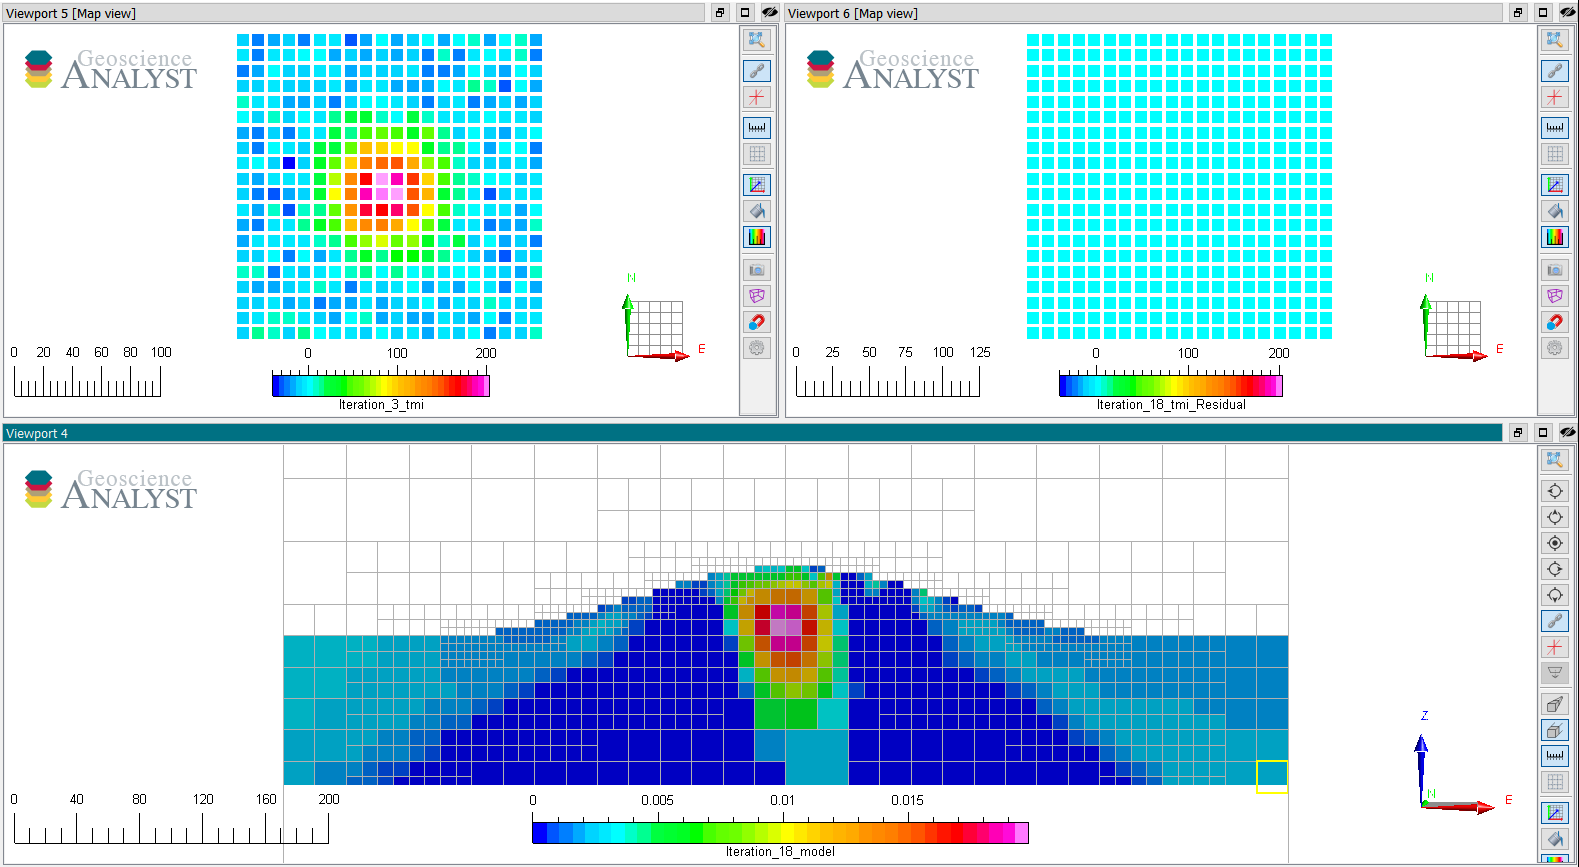 Viewport 5 [Map view]
Geoscience
ANALYST
N
E
0 20 40 60 80 100
0 100 200
Iteration_3_tmi
Viewport 6 [Map view]
Geoscience
ANALYST
N
E
0 25 50 75 100 125
0 100 200
Iteration_18_tmi_Residual
Viewport 4
Geoscience
ANALYST
Z
N
E
0 40 80 120 160 200
0 0.005 0.01 0.015
Iteration_18_model